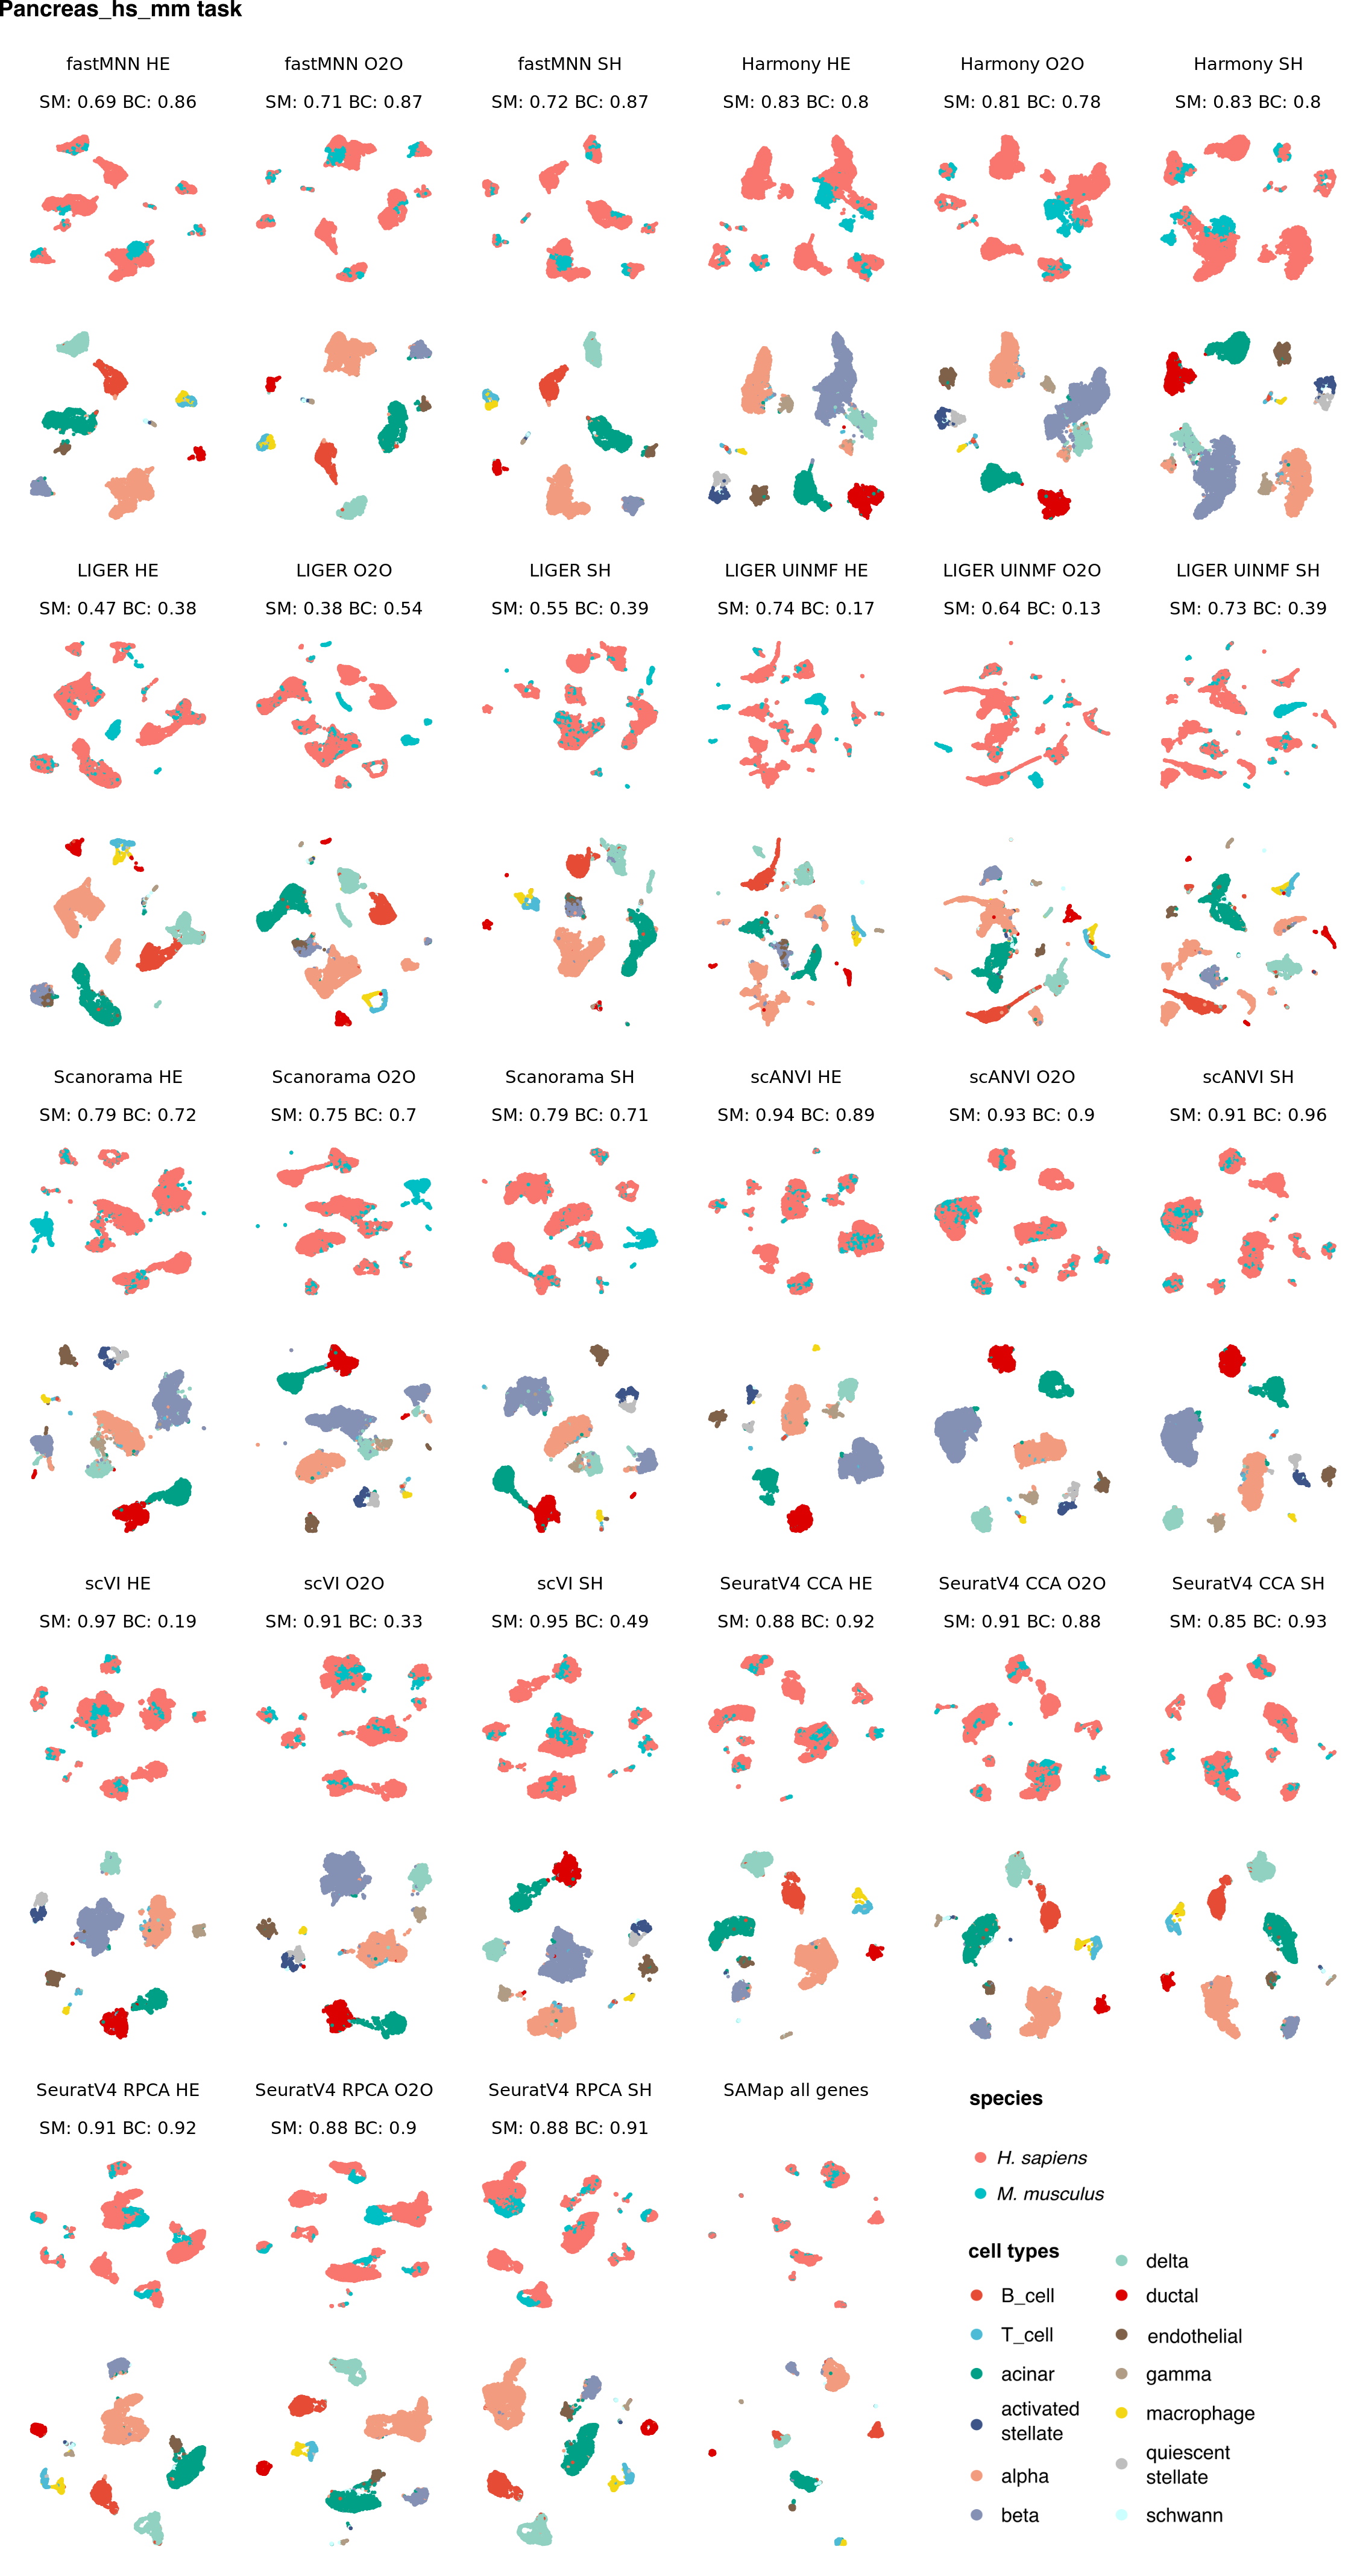 Pancreas_hs_mm task
fastMNN HE
SM: 0.69 BC: 0.86
fastMNN O2O
SM: 0.71 BC: 0.87
fastMNN SH
SM: 0.72 BC: 0.87
Harmony HE
SM: 0.83 BC: 0.8
Harmony O2O
SM: 0.81 BC: 0.78
Harmony SH
SM: 0.83 BC: 0.8
LIGER HE
SM: 0.47 BC: 0.38
LIGER O2O
SM: 0.38 BC: 0.54
LIGER SH
SM: 0.55 BC: 0.39
LIGER UINMF HE
SM: 0.74 BC: 0.17
LIGER UINMF O2O
SM: 0.64 BC: 0.13
LIGER UINMF SH
SM: 0.73 BC: 0.39
Scanorama HE
SM: 0.79 BC: 0.72
Scanorama O2O
SM: 0.75 BC: 0.7
Scanorama SH
SM: 0.79 BC: 0.71
scANVI HE
SM: 0.94 BC: 0.89
scANVI O2O
SM: 0.93 BC: 0.9
scANVI SH
SM: 0.91 BC: 0.96
scVI HE
SM: 0.97 BC: 0.19
scVI O2O
SM: 0.91 BC: 0.33
scVI SH
SM: 0.95 BC: 0.49
SeuratV4 CCA HE
SM: 0.88 BC: 0.92
SeuratV4 CCA O2O
SM: 0.91 BC: 0.88
SeuratV4 CCA SH
SM: 0.85 BC: 0.93
SeuratV4 RPCA HE
SM: 0.91 BC: 0.92
SeuratV4 RPCA O2O
SM: 0.88 BC: 0.9
SeuratV4 RPCA SH
SM: 0.88 BC: 0.91
SAMap all genes
species
H. sapiens
M. musculus
cell types
B_cell
T_cell
acinar
activated
stellate
alpha
beta
delta
ductal
endothelial
gamma
macrophage
quiescent
stellate
schwann